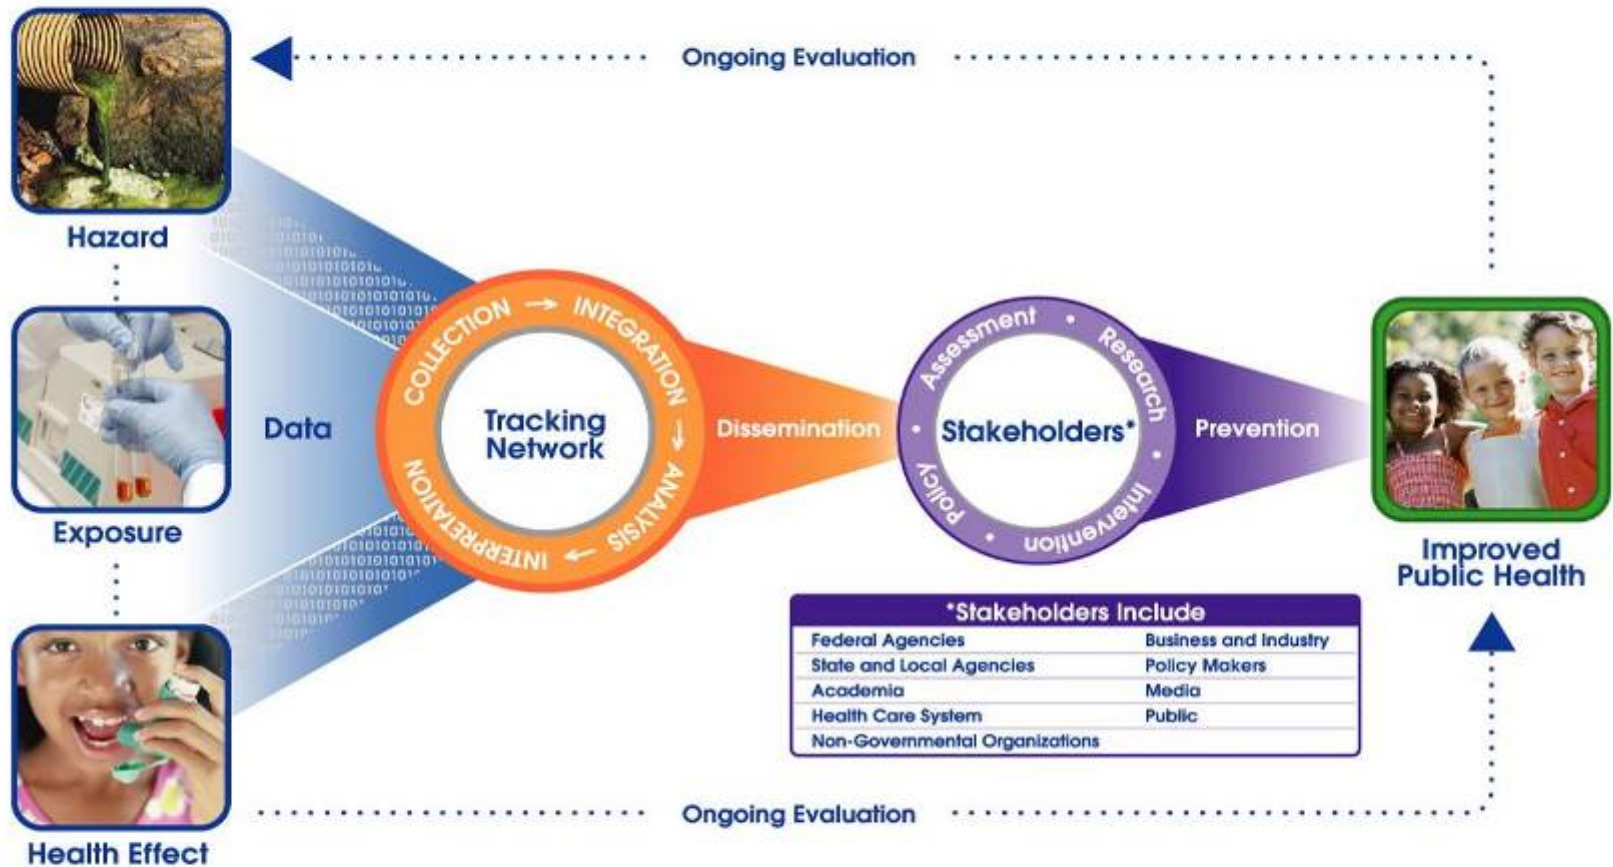 Ongoing Evaluation
Hazard
Exposure
Health Effect
Data
COLLECTION → INTEGRATION → ANALYSIS → INTERPRETATION
Tracking
Network
Dissemination
Assessment • Research • Intervention • Policy •
Stakeholders*
Prevention
Improved
Public Health
*Stakeholders Include
Federal Agencies
Business and Industry
State and Local Agencies
Policy Makers
Academia
Media
Health Care System
Public
Non-Governmental Organizations
Ongoing Evaluation